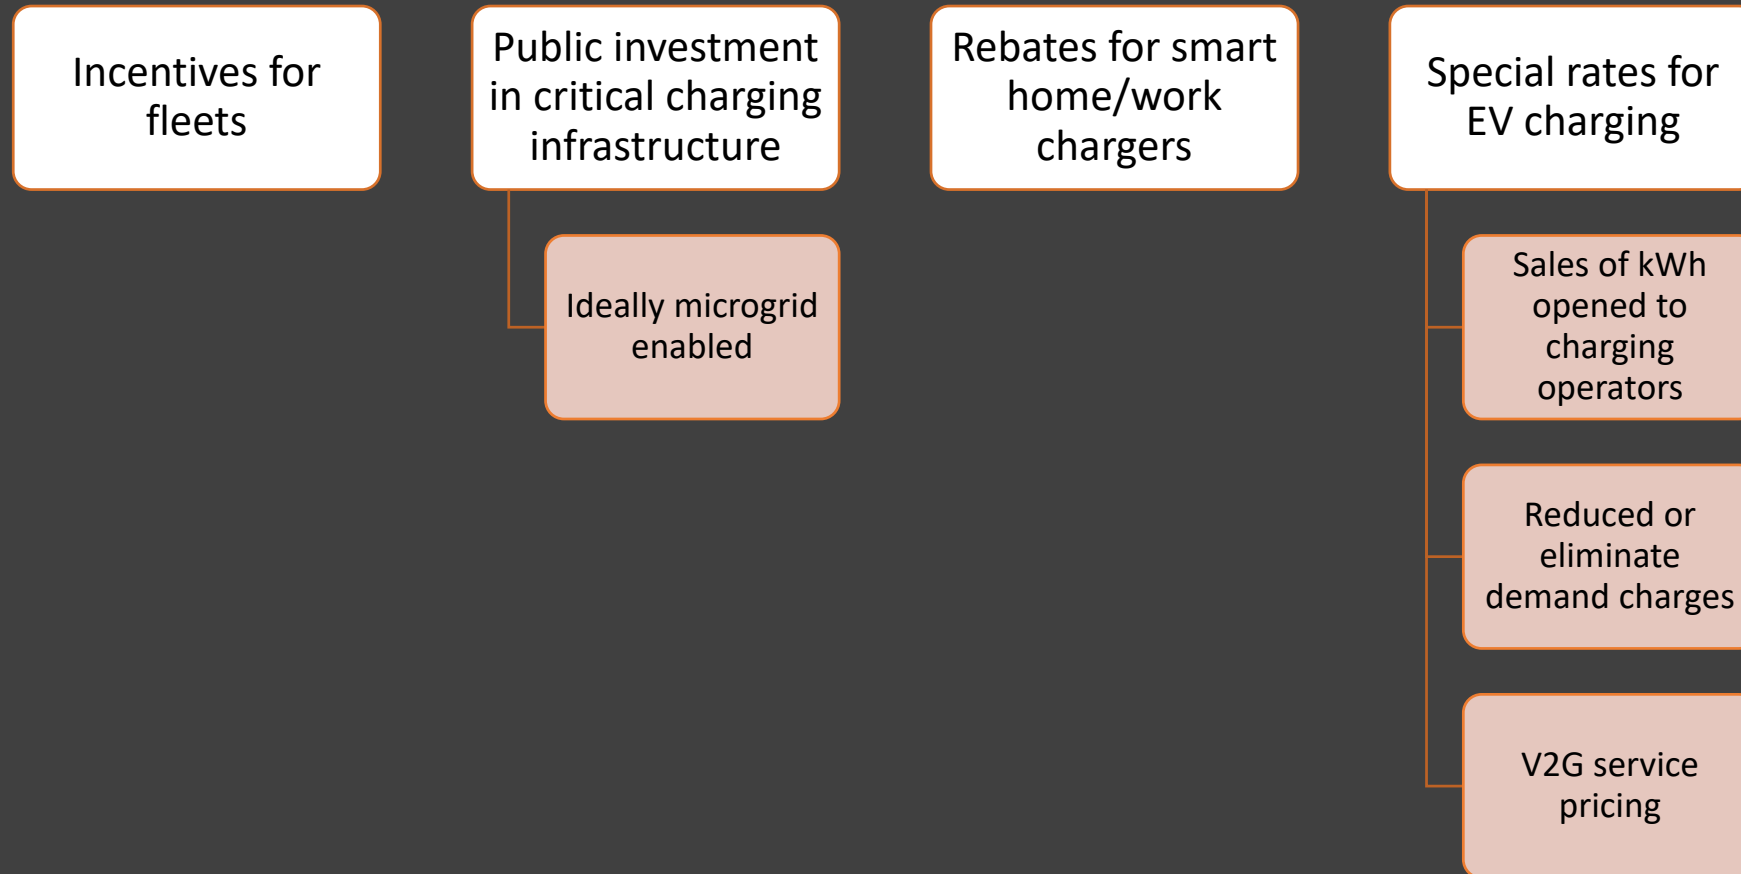 Incentives for
fleets
Public investment
in critical charging
infrastructure
Ideally microgrid
enabled
Rebates for smart
home/work
chargers
Special rates for
EV charging
Sales of kWh
opened to
charging
operators
Reduced or
eliminate
demand charges
V2G service
pricing